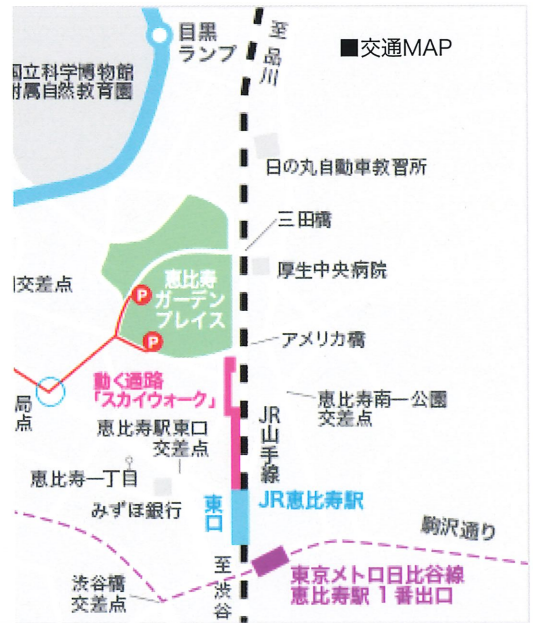 目黒
ランプ
至品川
■交通MAP
国立科学博物館
附属自然教育園
日の丸自動車教習所
三田橋
交差点
厚生中央病院
恵比寿
ガーデン
プレイス
P
P
アメリカ橋
動く通路
「スカイウォーク」
局
点
恵比寿南一公園
交差点
恵比寿駅東口
交差点
JR山手線
恵比寿一丁目
みずほ銀行
東口
JR恵比寿駅
駒沢通り
至渋谷
東京メトロ日比谷線
恵比寿駅 1番出口
渋谷橋
交差点